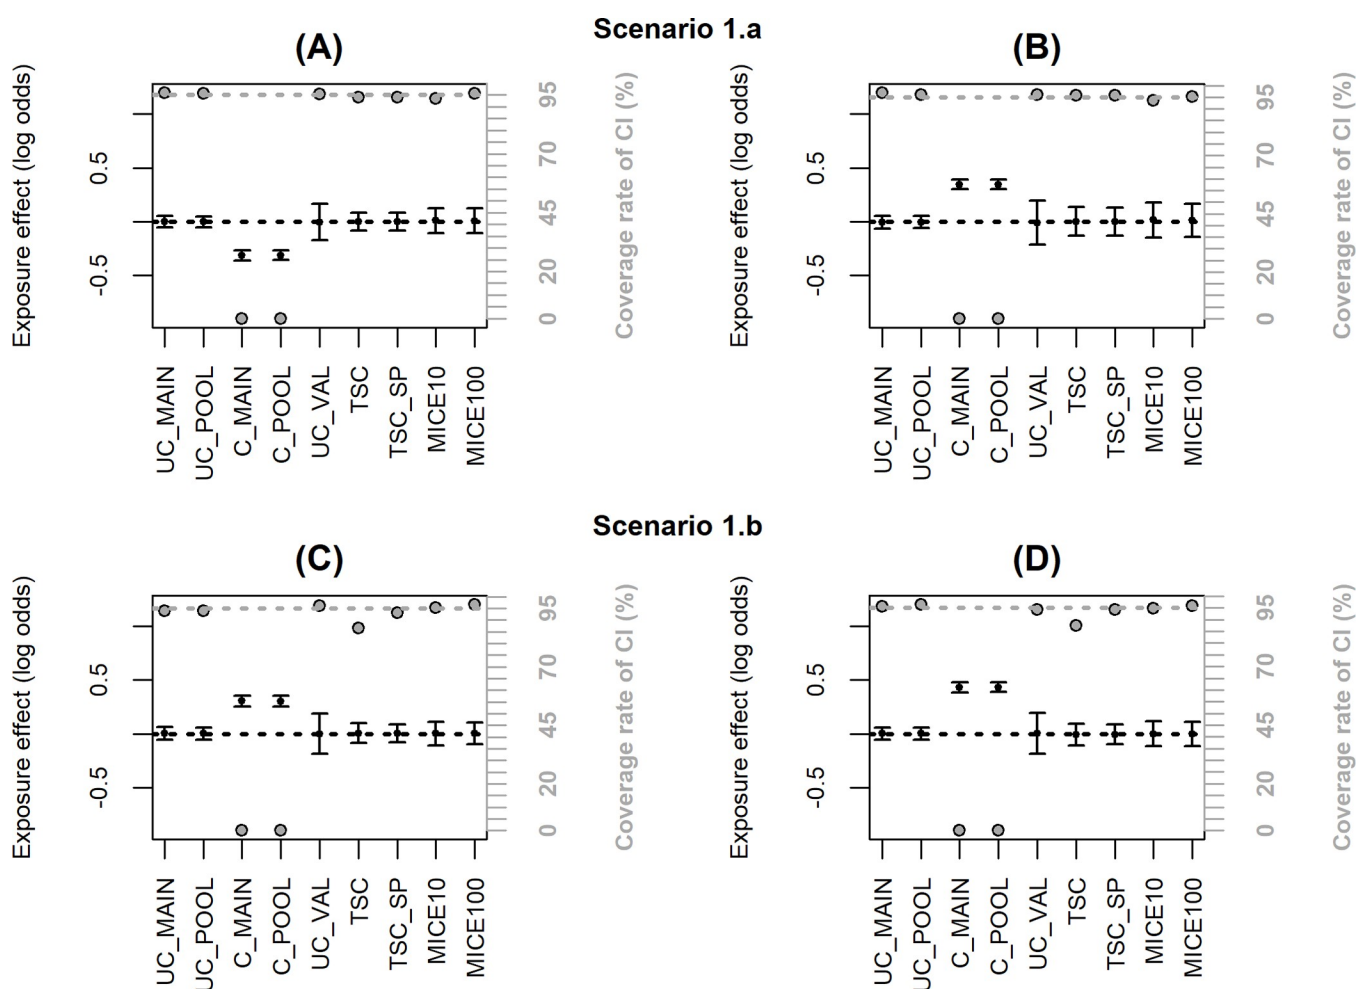 Scenario 1.a
(A)
Exposure effect (log odds)
0.5
-0.5
95
70
45
20
0
Coverage rate of CI (%)
UC_MAIN
UC_POOL
C_MAIN
C_POOL
UC_VAL
TSC
TSC_SP
MICE10
MICE100
(B)
Exposure effect (log odds)
0.5
-0.5
95
70
45
20
0
Coverage rate of CI (%)
UC_MAIN
UC_POOL
C_MAIN
C_POOL
UC_VAL
TSC
TSC_SP
MICE10
MICE100
Scenario 1.b
(C)
Exposure effect (log odds)
0.5
-0.5
95
70
45
20
0
Coverage rate of CI (%)
UC_MAIN
UC_POOL
C_MAIN
C_POOL
UC_VAL
TSC
TSC_SP
MICE10
MICE100
(D)
Exposure effect (log odds)
0.5
-0.5
95
70
45
20
0
Coverage rate of CI (%)
UC_MAIN
UC_POOL
C_MAIN
C_POOL
UC_VAL
TSC
TSC_SP
MICE10
MICE100